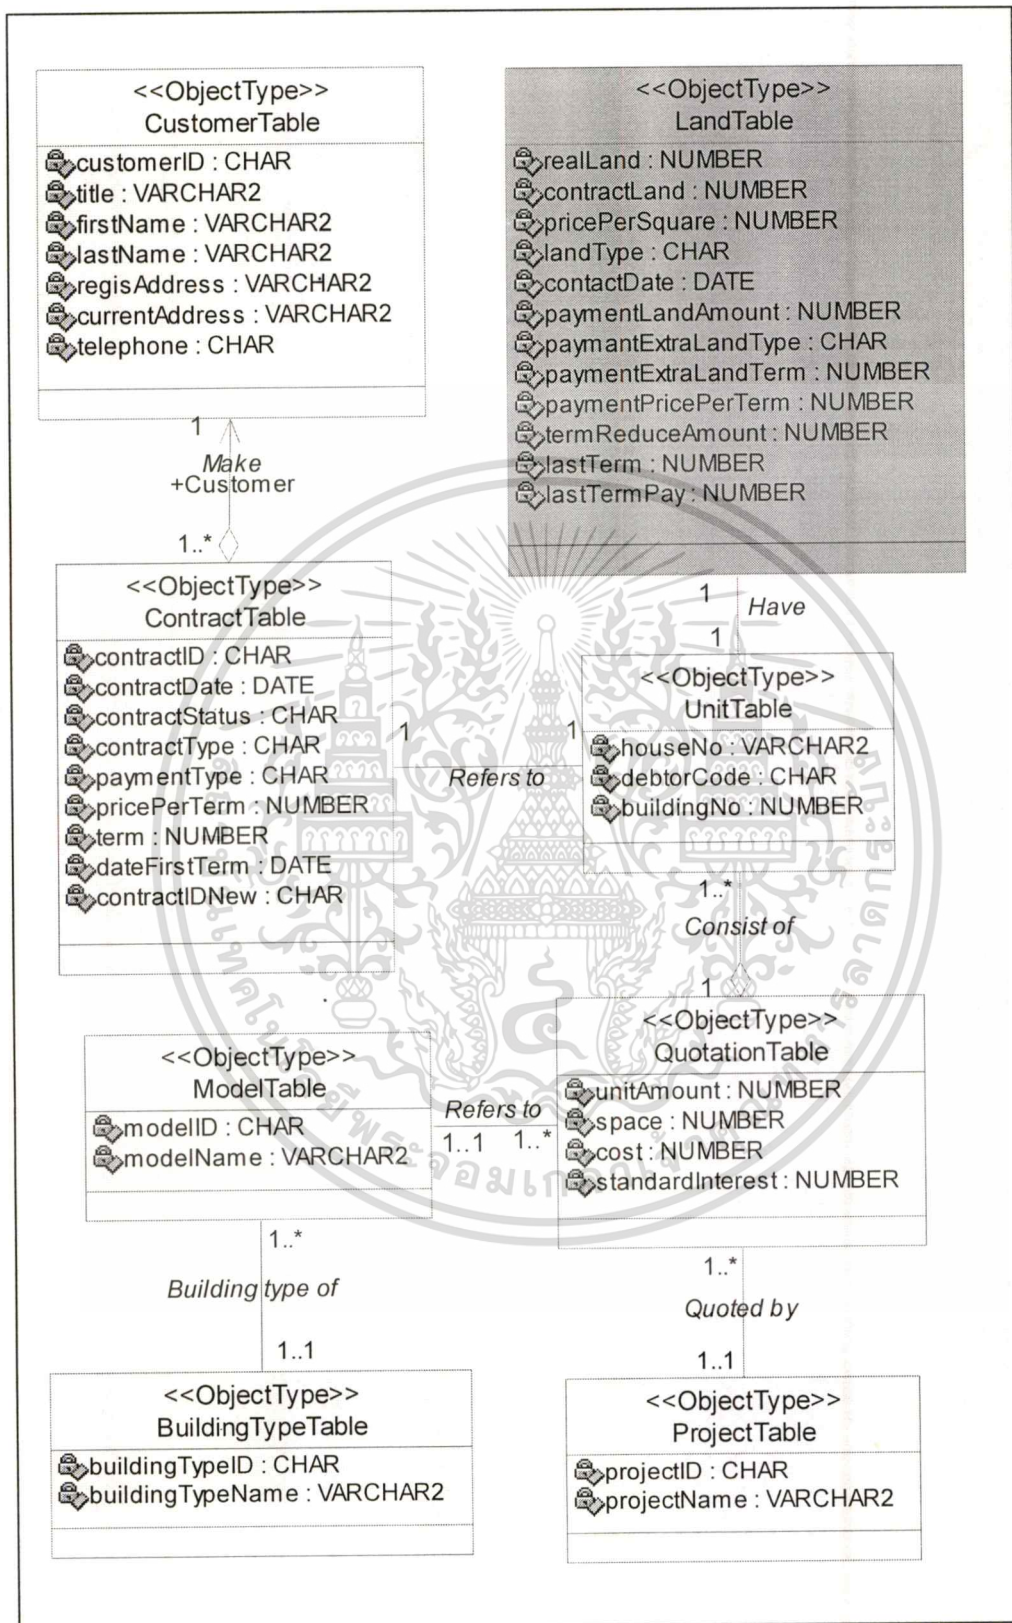 <<ObjectType>>
CustomerTable
customerID : CHAR
title : VARCHAR2
firstName : VARCHAR2
lastName : VARCHAR2
regisAddress : VARCHAR2
currentAddress : VARCHAR2
telephone : CHAR
<<ObjectType>>
LandTable
realLand : NUMBER
contractLand : NUMBER
pricePerSquare : NUMBER
landType : CHAR
contactDate : DATE
paymentLandAmount : NUMBER
paymantExtraLandType : CHAR
paymentExtraLandTerm : NUMBER
paymentPricePerTerm : NUMBER
termReduceAmount : NUMBER
lastTerm : NUMBER
lastTermPay : NUMBER
1
Make
+Customer
1..*
1
Have
1
<<ObjectType>>
ContractTable
contractID : CHAR
contractDate : DATE
contractStatus : CHAR
contractType : CHAR
paymentType : CHAR
pricePerTerm : NUMBER
term : NUMBER
dateFirstTerm : DATE
contractIDNew : CHAR
1
Refers to
1
<<ObjectType>>
UnitTable
houseNo : VARCHAR2
debtorCode : CHAR
buildingNo : NUMBER
1..*
Consist of
1
<<ObjectType>>
ModelTable
modelID : CHAR
modelName : VARCHAR2
Refers to
1..1 1..*
<<ObjectType>>
QuotationTable
unitAmount : NUMBER
space : NUMBER
cost : NUMBER
standardInterest : NUMBER
1..*
Building type of
1..1
1..*
Quoted by
1..1
<<ObjectType>>
BuildingTypeTable
buildingTypeID : CHAR
buildingTypeName : VARCHAR2
<<ObjectType>>
ProjectTable
projectID : CHAR
projectName : VARCHAR2